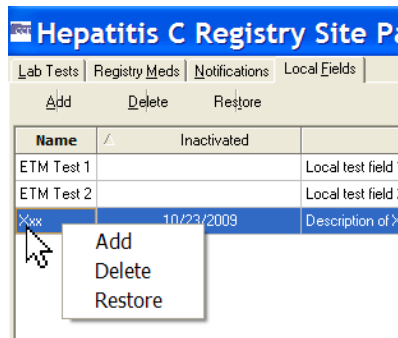 Hepatitis C Registry Site Pa
Lab Tests Registry Meds Notifications Local Fields
Add Delete Restore
Name Inactivated
ETM Test 1 Local test field
ETM Test 2 Local test field
Xxx 10/23/2009 Description of X
Add
Delete
Restore